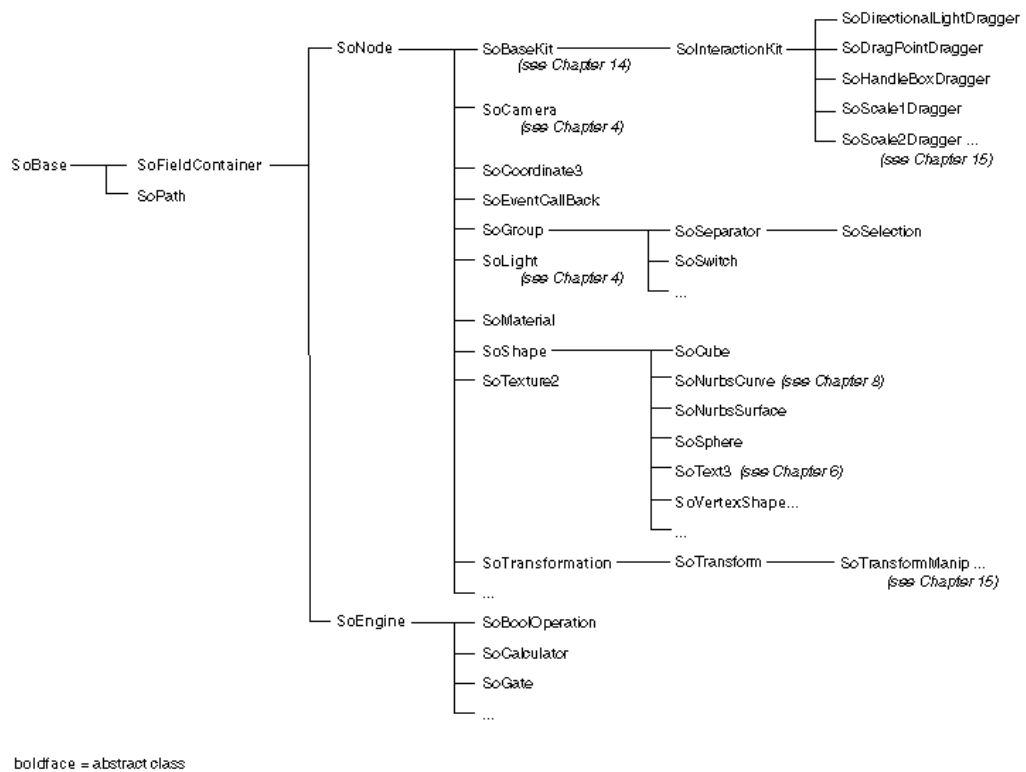 SoDirectionalLightDragger
SoNode
SoBaseKit
SoInteractionKit
SoDragPointDragger
(see Chapter 14)
SoHandleBoxDragger
SoCamera
SoScale1Dragger
(see Chapter 4)
SoScale2Dragger ...
(see Chapter 15)
SoBase
SoFieldContainer
SoCoordinate3
SoPath
SoEventCallBack
SoGroup
SoSeparator
SoSelection
SoLight
SoSwitch
(see Chapter 4)
...
SoMaterial
SoShape
SoCube
SoTexture2
SoNurbsCurve (see Chapter 8)
SoNurbsSurface
SoSphere
SoText3 (see Chapter 6)
SoVertexShape...
...
SoTransformation
SoTransform
SoTransformManip ...
(see Chapter 15)
...
SoEngine
SoBoolOperation
SoCalculator
SoGate
...
boldface = abstract class